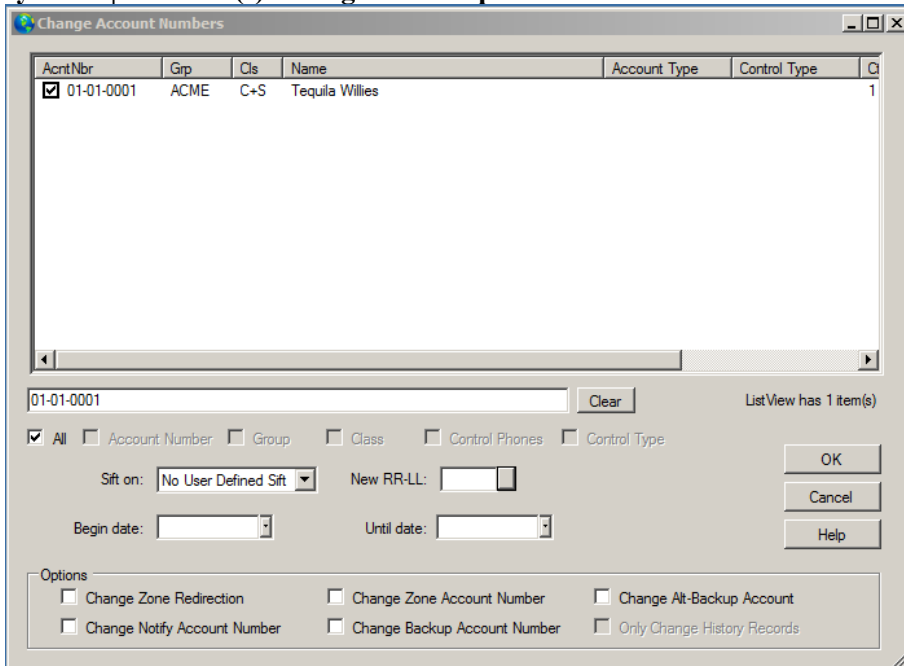 Change Account Numbers
AcntNbr Grp Cls Name Account Type Control Type
01-01-0001 ACME C+S Tequila Willies 1
01-01-0001 Clear ListView has 1 item(s)
All Account Number Group Class Control Phones Control Type
OK
Sift on: No User Defined Sift New RR-LL:
Cancel
Begin date: Until date:
Help
Options
Change Zone Redirection Change Zone Account Number Change Alt-Backup Account
Change Notify Account Number Change Backup Account Number Only Change History Records